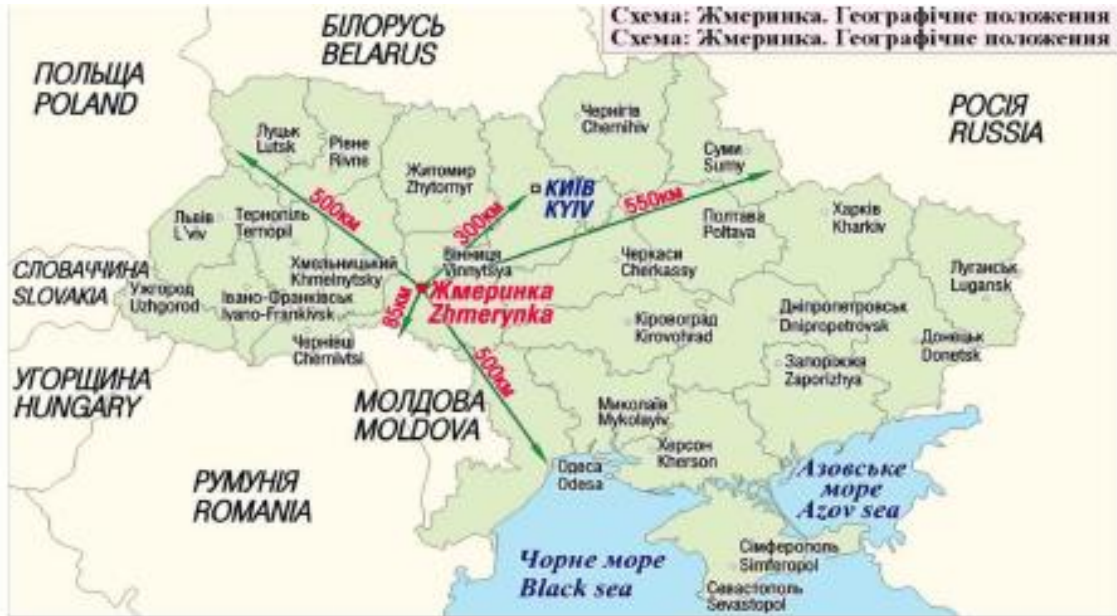 Схема: Жмеринка. Географічне положення
Схема: Жмеринка. Географічне положення
БІЛОРУСЬ
BELARUS
ПОЛЬЩА
POLAND
РОСІЯ
RUSSIA
Чернігів
Chernihiv
Луцьк
Lutsk
Рівне
Rivne
Житомир
Zhytomyr
Суми
Sumy
КИЇВ
KYIV
500км
300км
550км
Львів
L'viv
Тернопіль
Ternopil
Полтава
Poltava
Харків
Kharkiv
Хмельницький
Khmelnytsky
Вінниця
Vinnytsya
Черкаси
Cherkassy
СЛОВАЧЧИНА
SLOVAKIA
Ужгород
Uzhgorod
Івано-Франківськ
Ivano-Frankivsk
Луганськ
Lugansk
Жмеринка
Zhmerynka
85км
Чернівці
Chernivtsi
Кіровоград
Kirovohrad
Дніпропетровськ
Dnipropetrovsk
Донецьк
Donetsk
Запоріжжа
Zaporizhya
500км
УГОРЩИНА
HUNGARY
МОЛДОВА
MOLDOVA
Миколаїв
Mykolayiv
Херсон
Kherson
Одеса
Odesa
РУМУНІЯ
ROMANIA
Азовське
море
Azov sea
Чорне море
Black sea
Сімферополь
Simferopol
Севастополь
Sevastopol